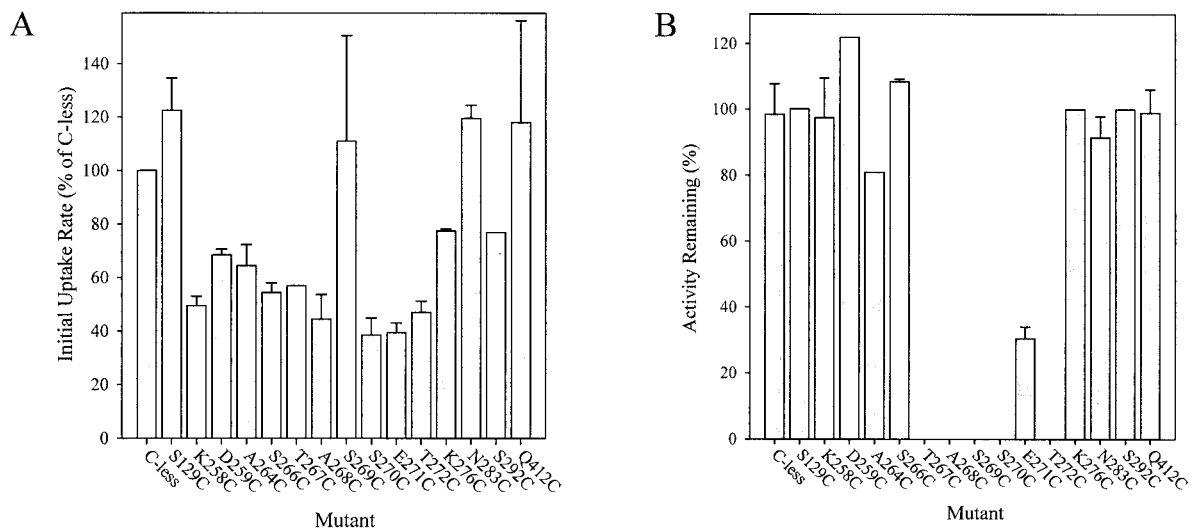 A
Initial Uptake Rate (% of C-less)
140
120
100
80
60
40
20
0
C-less
S129C
K258C
D259C
A264C
S266C
T267C
A268C
S269C
S270C
E271C
T272C
K276C
N283C
S292C
Q412C
Mutant
B
Activity Remaining (%)
120
100
80
60
40
20
0
C-less
S129C
K258C
D259C
A264C
S266C
T267C
A268C
S269C
S270C
E271C
T272C
K276C
N283C
S292C
Q412C
Mutant